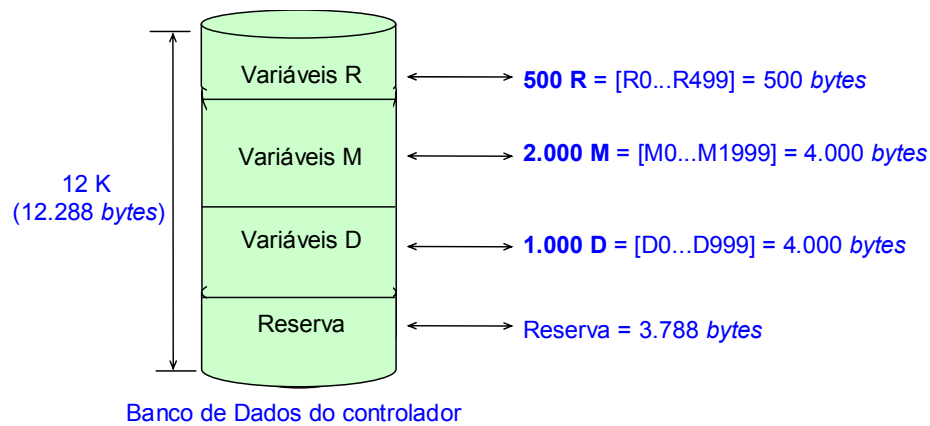 Variáveis R
500 R = [R0...R499] = 500 bytes
Variáveis M
2.000 M = [M0...M1999] = 4.000 bytes
12 K
(12.288 bytes)
Variáveis D
1.000 D = [D0...D999] = 4.000 bytes
Reserva
Reserva = 3.788 bytes
Banco de Dados do controlador